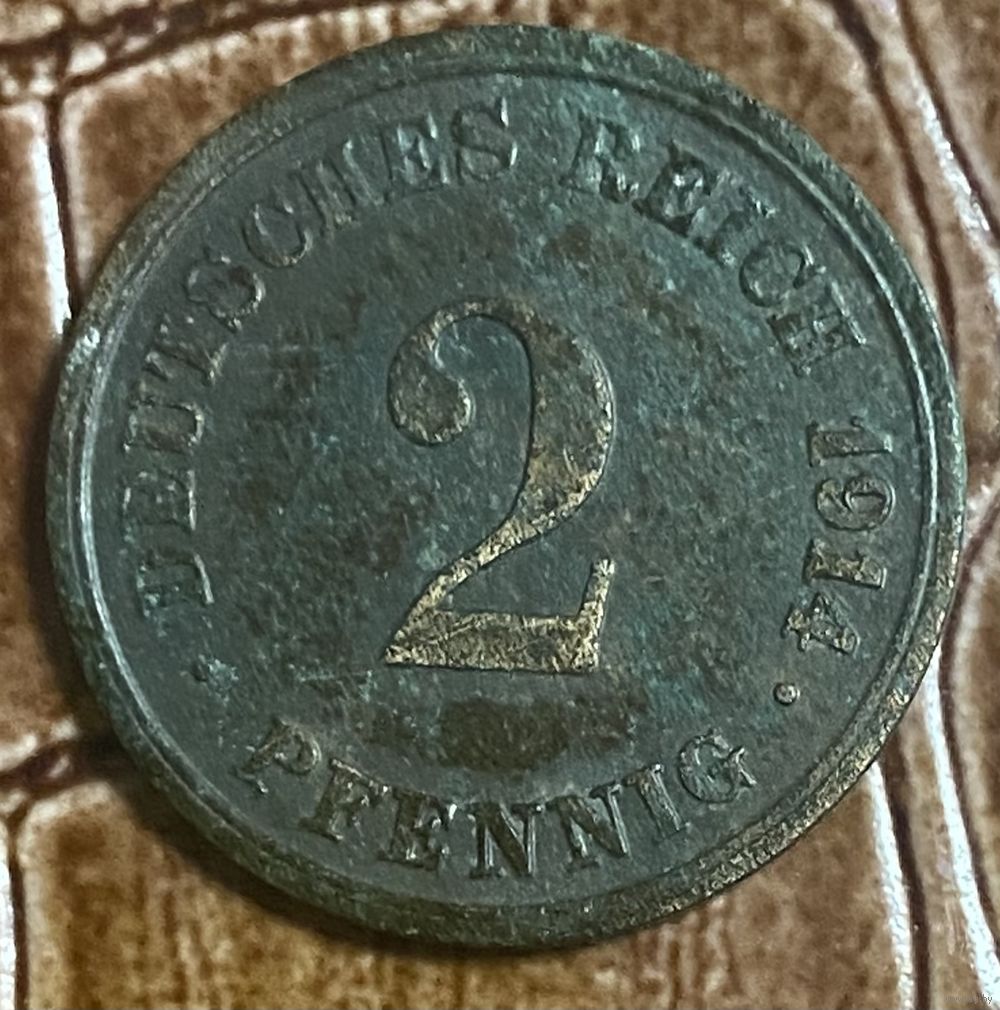 DEUTSCHES REICH 1914
2
PFENNIG